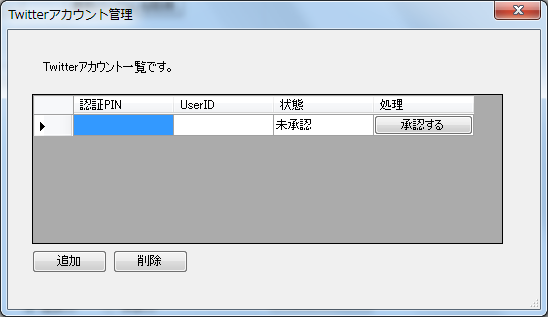 Twitterアカウント管理
Twitterアカウント一覧です。
認証PIN UserID 状態 処理
未承認 承認する
追加 削除